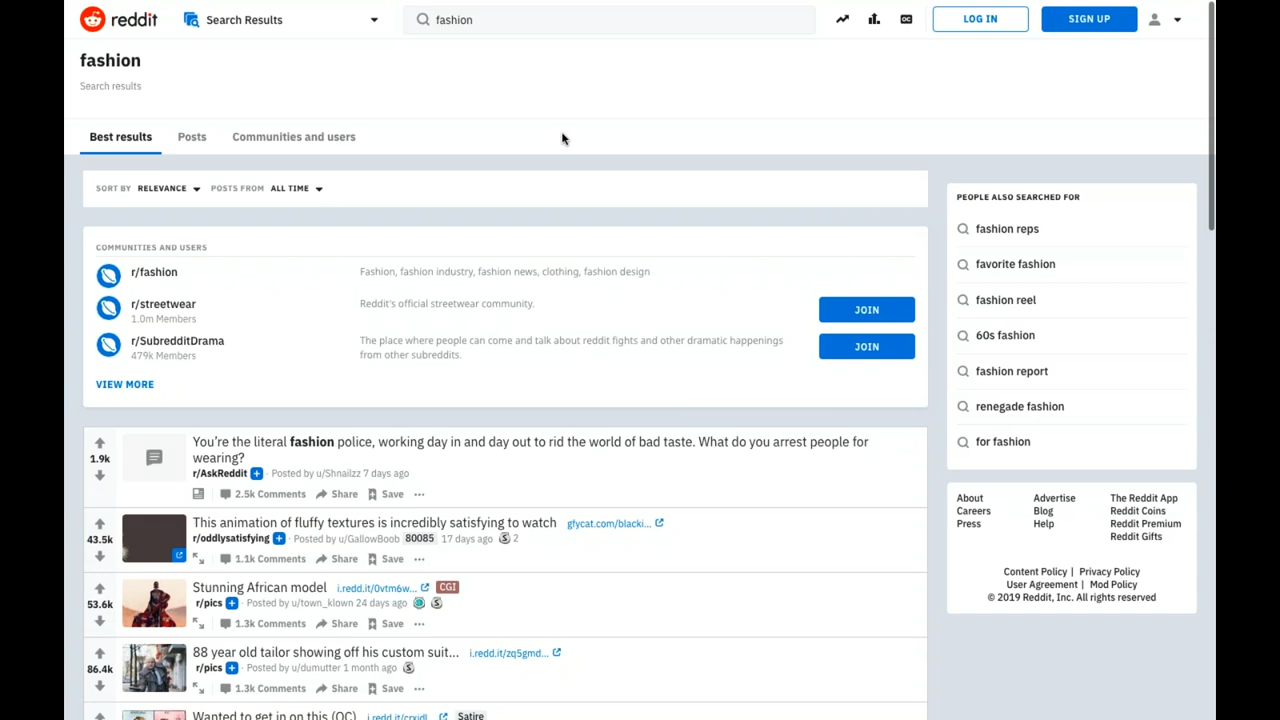 reddit
Search Results
fashion
LOG IN
SIGN UP
fashion
Search results
Best results
Posts
Communities and users
SORT BY RELEVANCE POSTS FROM ALL TIME
COMMUNITIES AND USERS
r/fashion
Fashion, fashion industry, fashion news, clothing, fashion design
r/streetwear
1.0m Members
Reddit's official streetwear community.
JOIN
r/SubredditDrama
479k Members
The place where people can come and talk about reddit fights and other dramatic happenings
from other subreddits.
JOIN
VIEW MORE
1.9k
You're the literal fashion police, working day in and day out to rid the world of bad taste. What do you arrest people for
wearing?
r/AskReddit · Posted by u/Shnailzz 7 days ago
2.5k Comments Share Save ···
43.5k
This animation of fluffy textures is incredibly satisfying to watch gfycat.com/blacki...
r/oddlysatisfying · Posted by u/GallowBoob 80085 17 days ago 2
1.1k Comments Share Save ···
53.6k
Stunning African model i.redd.it/0vtm6w... CGI
r/pics · Posted by u/town_klown 24 days ago
1.3k Comments Share Save ···
86.4k
88 year old tailor showing off his custom suit... i.redd.it/zq5gmd...
r/pics · Posted by u/dumutter 1 month ago
1.3k Comments Share Save ···
Wanted to get in on this (OC) Satire
PEOPLE ALSO SEARCHED FOR
fashion reps
favorite fashion
fashion reel
60s fashion
fashion report
renegade fashion
for fashion
About Advertise The Reddit App
Careers Blog Reddit Coins
Press Help Reddit Premium
Reddit Gifts
Content Policy | Privacy Policy
User Agreement | Mod Policy
© 2019 Reddit, Inc. All rights reserved